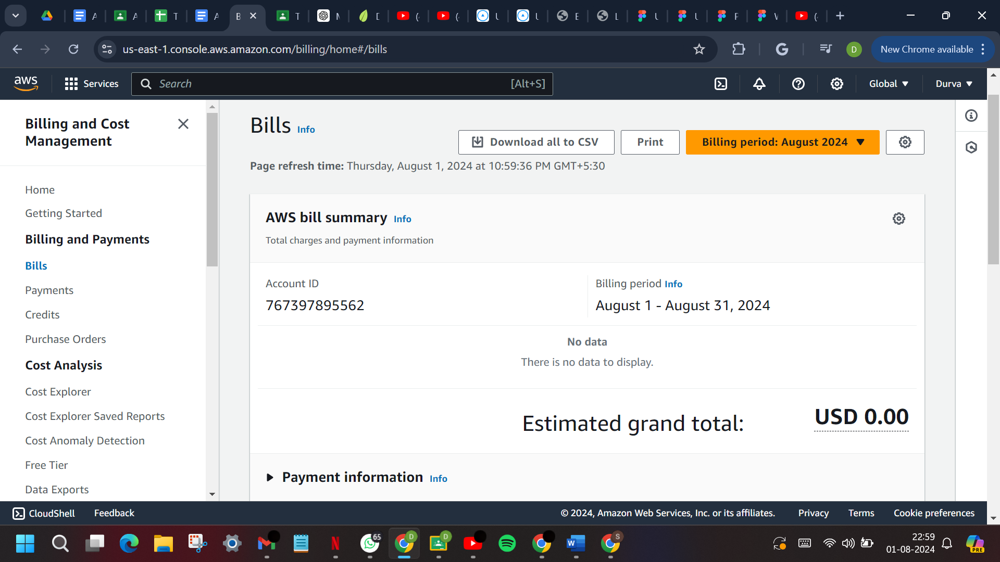 A
A
T
A
B
T
us-east-1.console.aws.amazon.com/billing/home#/bills
D
New Chrome available
aws
Services
Search
[Alt+S]
Global
Durva
Billing and Cost
Management
Home
Getting Started
Billing and Payments
Bills
Payments
Credits
Purchase Orders
Cost Analysis
Cost Explorer
Cost Explorer Saved Reports
Cost Anomaly Detection
Free Tier
Data Exports
Bills Info
Download all to CSV
Print
Billing period: August 2024
Page refresh time: Thursday, August 1, 2024 at 10:59:36 PM GMT+5:30
AWS bill summary Info
Total charges and payment information
Account ID
767397895562
Billing period Info
August 1 - August 31, 2024
No data
There is no data to display.
Estimated grand total:
USD 0.00
Payment information Info
CloudShell
Feedback
© 2024, Amazon Web Services, Inc. or its affiliates.
Privacy
Terms
Cookie preferences
65
D
D
S
22:59
01-08-2024
PRE